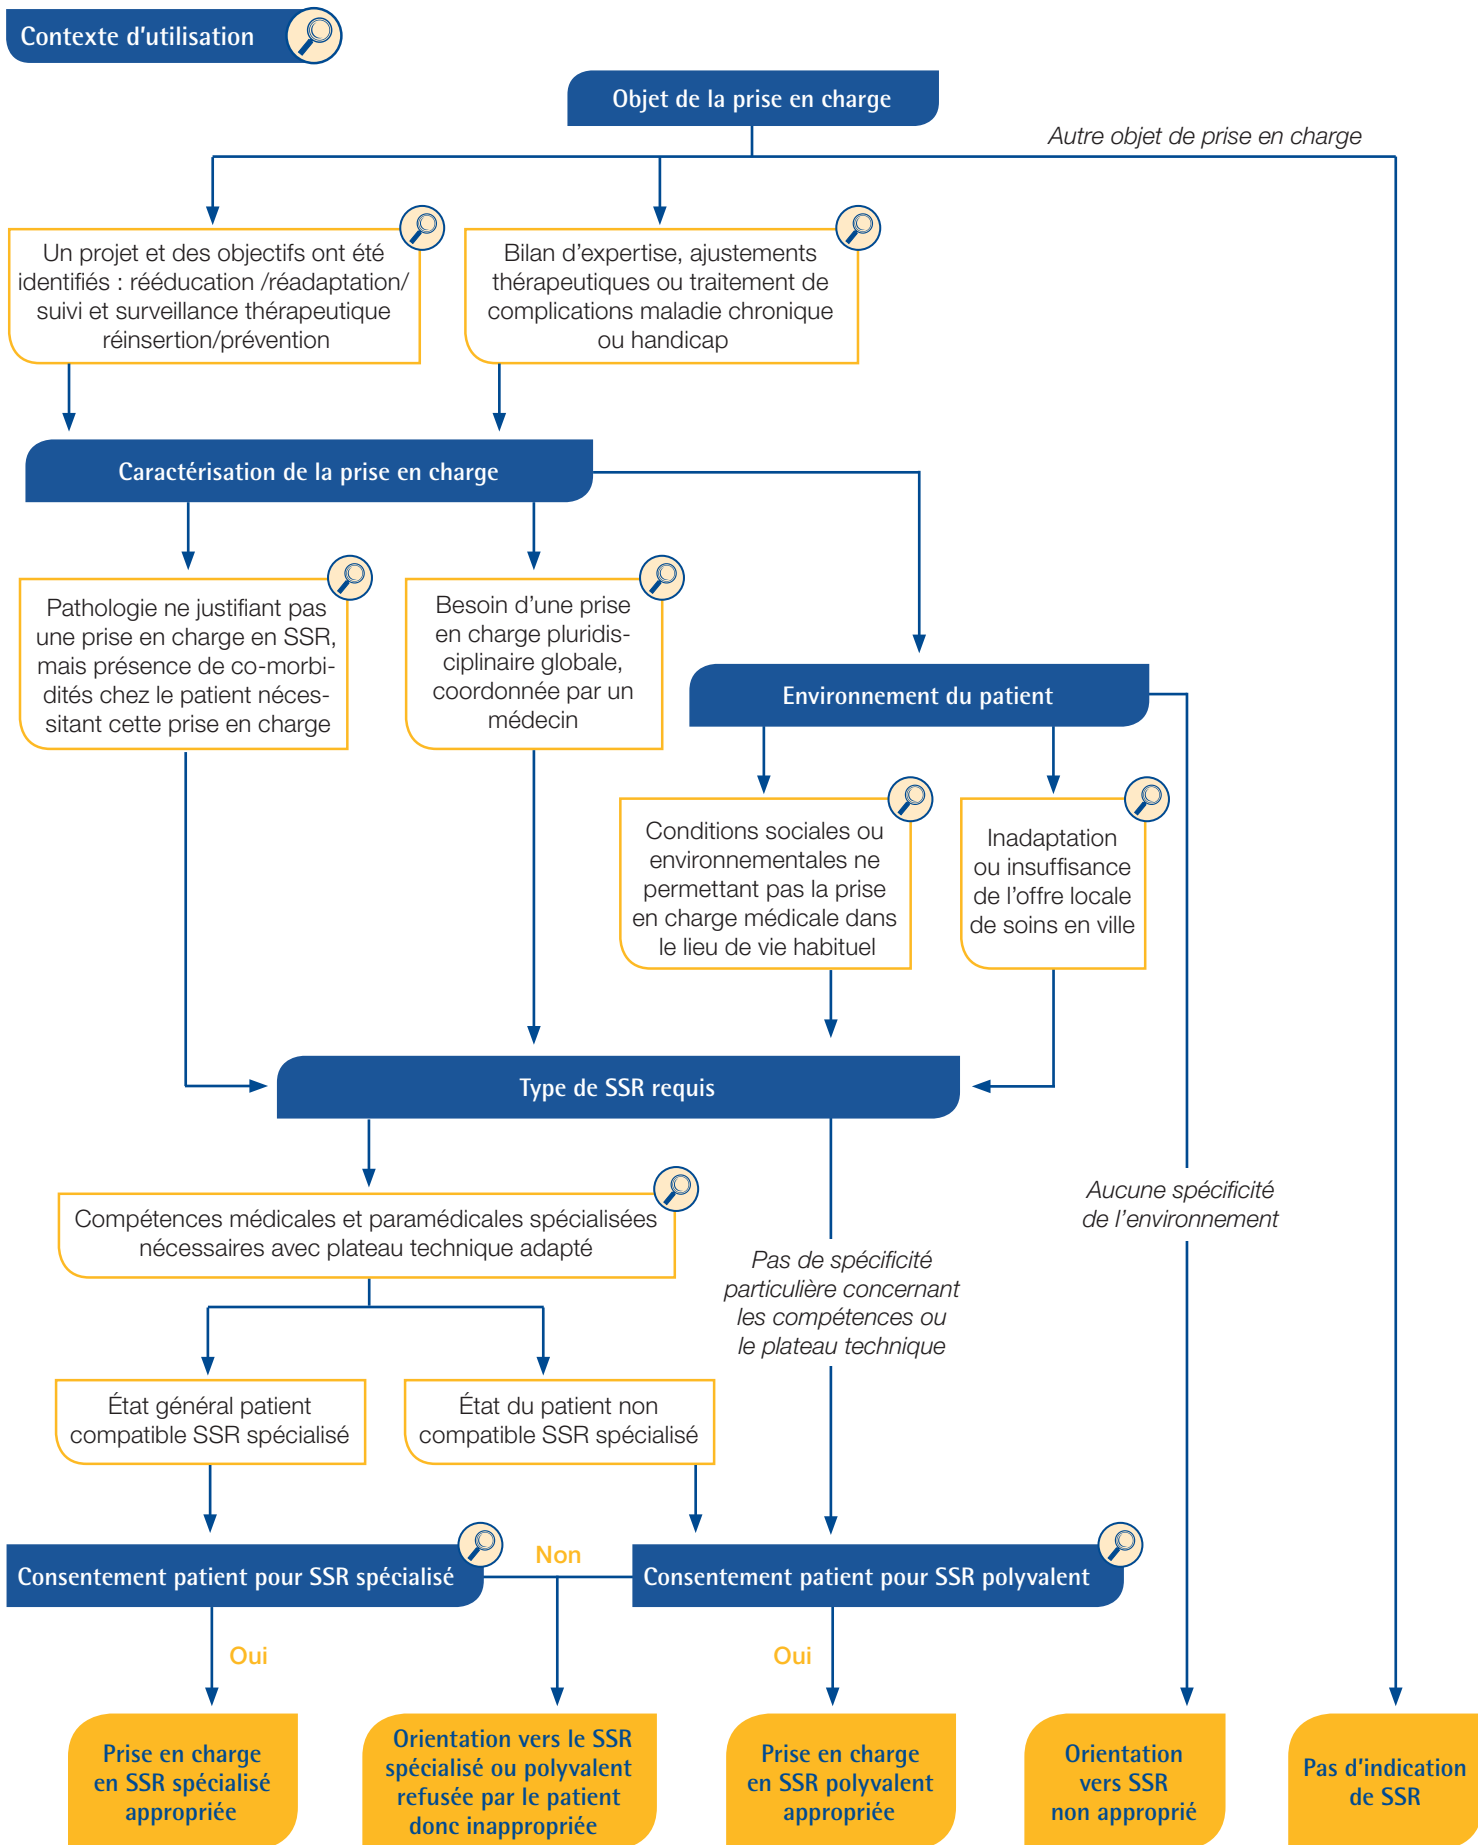 Contexte d'utilisation
Objet de la prise en charge
Autre objet de prise en charge
Un projet et des objectifs ont été
identifiés : rééducation /réadaptation/
suivi et surveillance thérapeutique
réinsertion/prévention
Bilan d'expertise, ajustements
thérapeutiques ou traitement de
complications maladie chronique
ou handicap
Caractérisation de la prise en charge
Pathologie ne justifiant pas
une prise en charge en SSR,
mais présence de co-morbi-
dités chez le patient néces-
sitant cette prise en charge
Besoin d'une prise
en charge pluridis-
ciplinaire globale,
coordonnée par un
médecin
Environnement du patient
Conditions sociales ou
environnementales ne
permettant pas la prise
en charge médicale dans
le lieu de vie habituel
Inadaptation
ou insuffisance
de l'offre locale
de soins en ville
Type de SSR requis
Compétences médicales et paramédicales spécialisées
nécessaires avec plateau technique adapté
Aucune spécificité
de l'environnement
Pas de spécificité
particulière concernant
les compétences ou
le plateau technique
État général patient
compatible SSR spécialisé
État du patient non
compatible SSR spécialisé
Consentement patient pour SSR spécialisé
Non
Consentement patient pour SSR polyvalent
Oui
Oui
Prise en charge
en SSR spécialisé
appropriée
Orientation vers le SSR
spécialisé ou polyvalent
refusée par le patient
donc inappropriée
Prise en charge
en SSR polyvalent
appropriée
Orientation
vers SSR
non approprié
Pas d'indication
de SSR